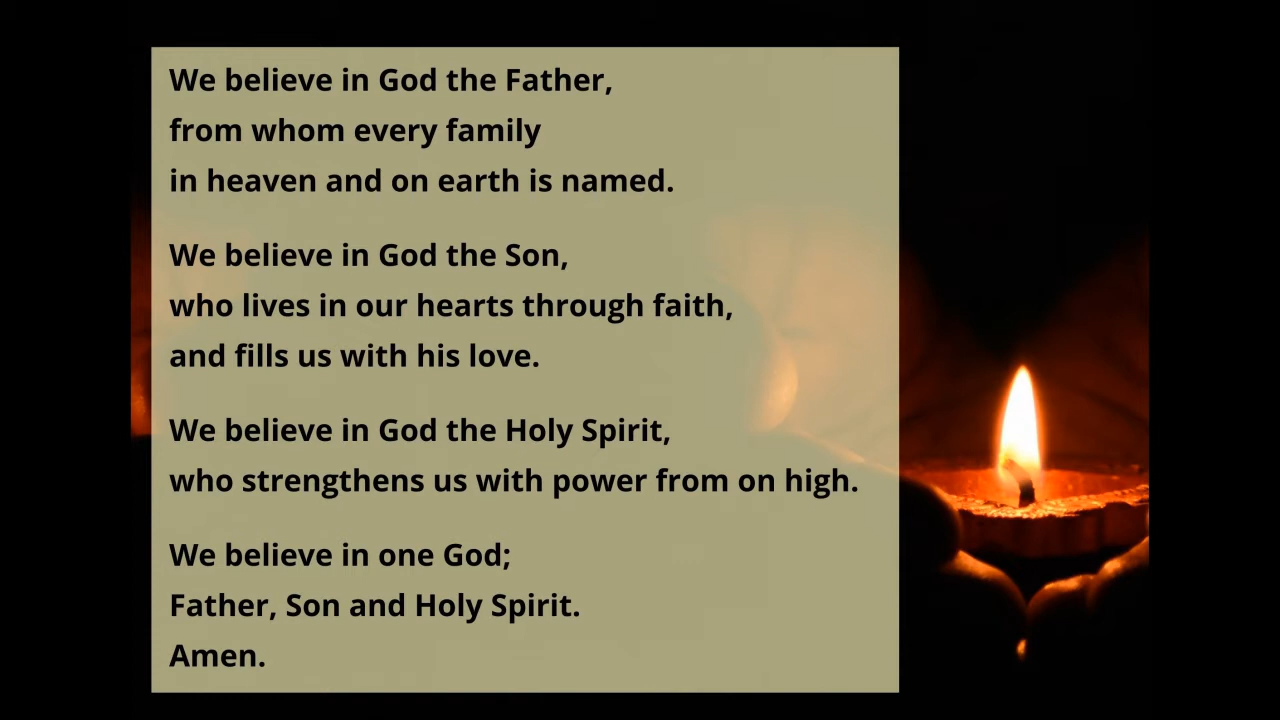 We believe in God the Father,
from whom every family
in heaven and on earth is named.
We believe in God the Son,
who lives in our hearts through faith,
and fills us with his love.
We believe in God the Holy Spirit,
who strengthens us with power from on high.
We believe in one God;
Father, Son and Holy Spirit.
Amen.